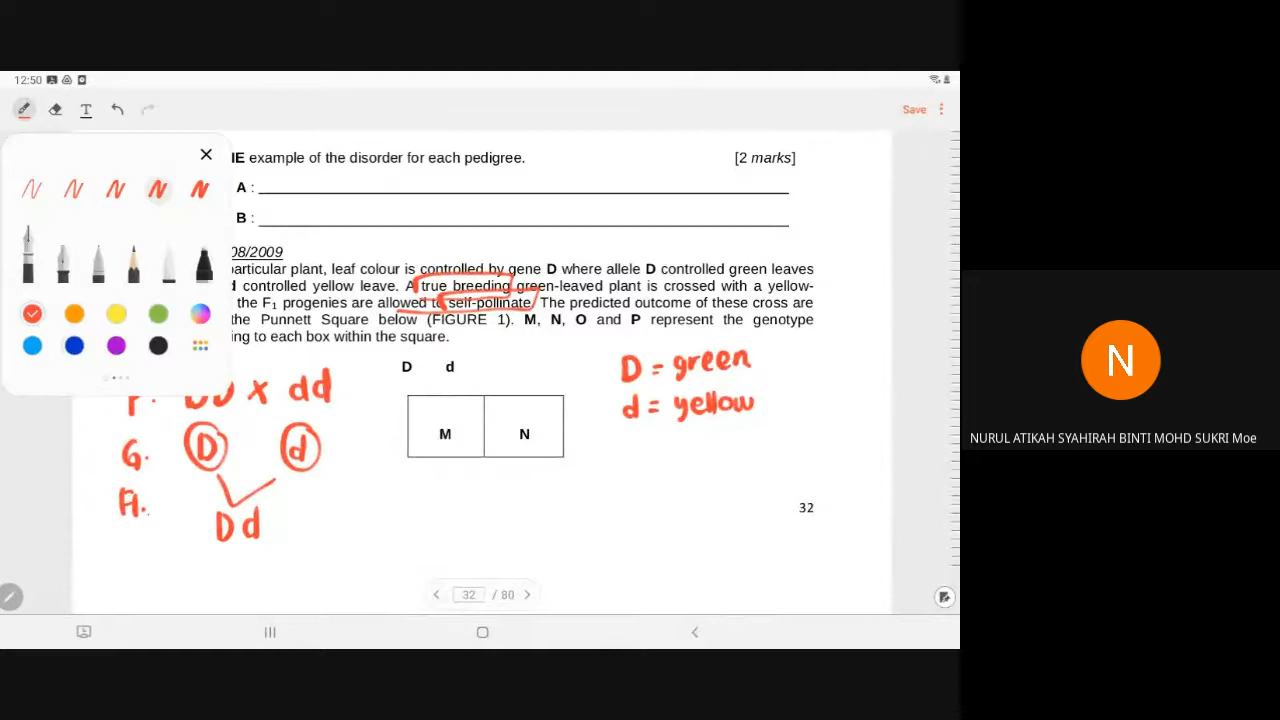 12:50
T
Save
IE example of the disorder for each pedigree. [2 marks]
A : 
B : 
08/2009
particular plant, leaf colour is controlled by gene D where allele D controlled green leaves
d controlled yellow leave. A true breeding green-leaved plant is crossed with a yellow-
the F₁ progenies are allowed to self-pollinate. The predicted outcome of these cross are
the Punnett Square below (FIGURE 1). M, N, O and P represent the genotype
ing to each box within the square.
D d
D = green
d = yellow
P. DD x dd
M N
G. D d
F1.
Dd
32
32 / 80
N
NURUL ATIKAH SYAHIRAH BINTI MOHD SUKRI Moe